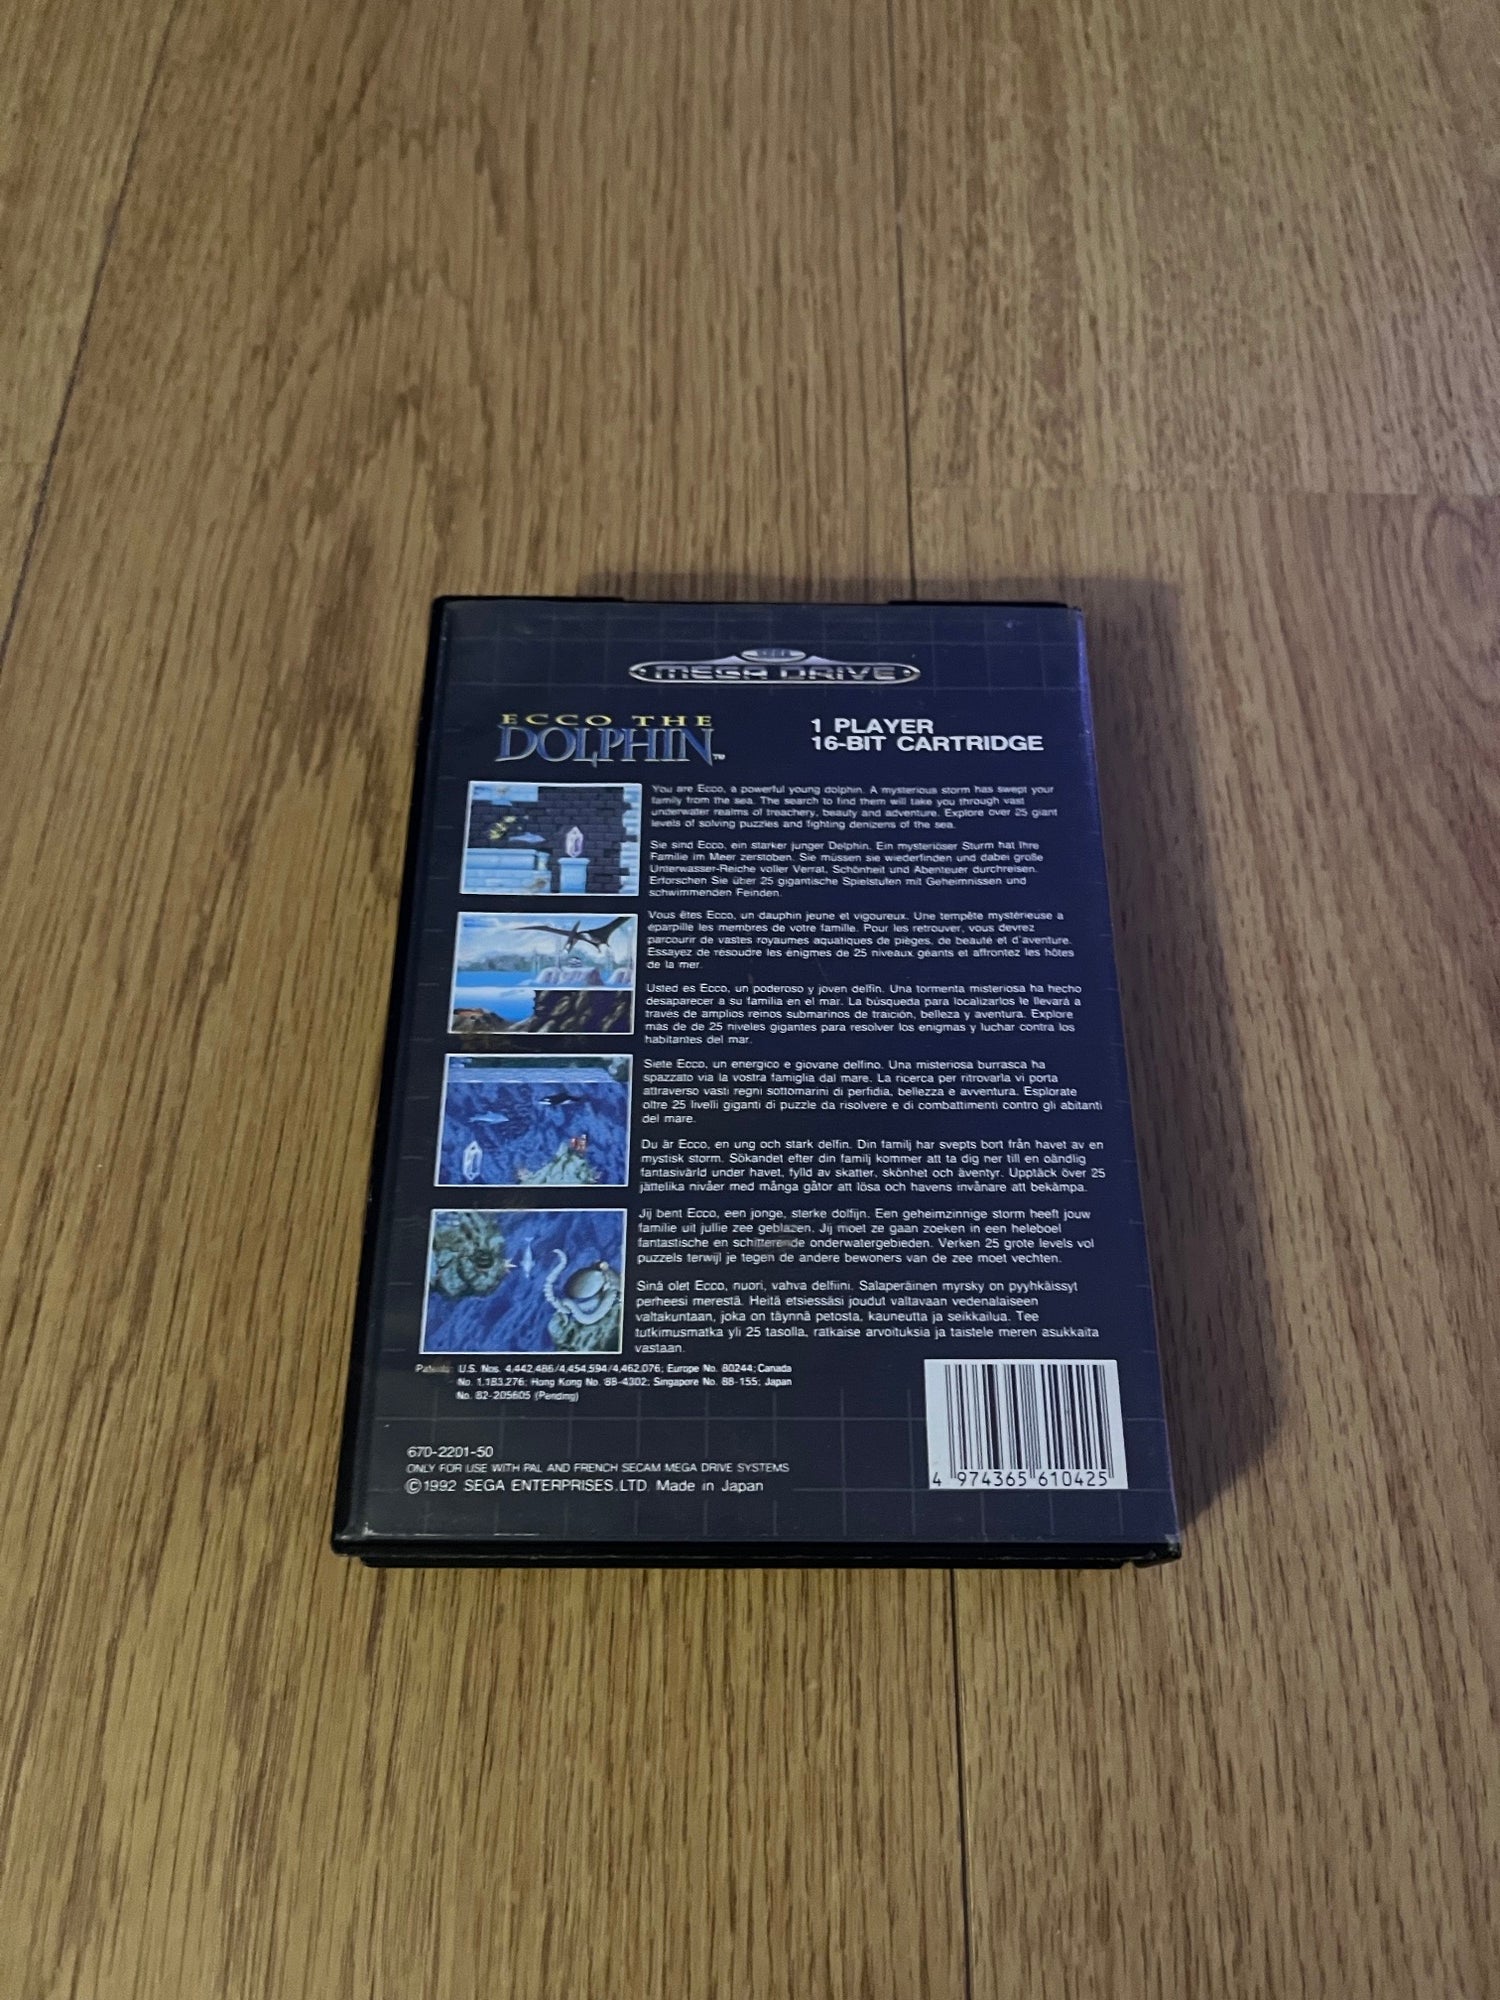 MEGA DRIVE
ECCO THE
DOLPHIN™
1 PLAYER
16-BIT CARTRIDGE
You are Ecco, a powerful young dolphin. A mysterious storm has swept your
family from the sea. The search to find them will take you through vast
underwater realms of treachery, beauty and adventure. Explore over 25 giant
levels of solving puzzles and fighting denizens of the sea.
Sie sind Ecco, ein starker junger Delphin. Ein mysteriöser Sturm hat Ihre
Familie im Meer zerstoben. Sie müssen sie wiederfinden und dabei große
Unterwasser-Reiche voller Verrat, Schönheit und Abenteuer durchreisen.
Erforschen Sie über 25 gigantische Spielstufen mit Geheimnissen und
schwimmenden Feinden.
Vous êtes Ecco, un dauphin jeune et vigoureux. Une tempête mystérieuse a
éparpillé les membres de votre famille. Pour les retrouver, vous devrez
parcourir de vastes royaumes aquatiques de pièges, de beauté et d'aventure.
Essayez de résoudre les énigmes de 25 niveaux géants et affrontez les hôtes
de la mer.
Usted es Ecco, un poderoso y joven delfín. Una tormenta misteriosa ha hecho
desaparecer a su familia en el mar. La búsqueda para localizarlos le llevará a
través de amplios reinos submarinos de traición, belleza y aventura. Explore
más de de 25 niveles gigantes para resolver los enigmas y luchar contra los
habitantes del mar.
Siete Ecco, un energico e giovane delfino. Una misteriosa burrasca ha
spazzato via la vostra famiglia dal mare. La ricerca per ritrovarla vi porta
attraverso vasti regni sottomarini di perfidia, bellezza e avventura. Esplorate
oltre 25 livelli giganti di puzzle da risolvere e di combattimenti contro gli abitanti
del mare.
Du är Ecco, en ung och stark delfin. Din familj har svepts bort från havet av en
mystisk storm. Sökandet efter din familj kommer att ta dig ner till en oändlig
fantasivärld under havet, fylld av skatter, skönhet och äventyr. Upptäck över 25
jättelika nivåer med många gåtor att lösa och havens invånare att bekämpa.
Jij bent Ecco, een jonge, sterke dolfijn. Een geheimzinnige storm heeft jouw
familie uit jullie zee geblazen. Jij moet ze gaan zoeken in een heleboel
fantastische en schitterende onderwatergebieden. Verken 25 grote levels vol
puzzels terwijl je tegen de andere bewoners van de zee moet vechten.
Sinä olet Ecco, nuori, vahva delfiini. Salaperäinen myrsky on pyyhkäissyt
perheesi merestä. Heitä etsiessäsi joudut valtavaan vedenalaiseen
valtakuntaan, joka on täynnä petosta, kauneutta ja seikkailua. Tee
tutkimusmatka yli 25 tasolla, ratkaise arvoituksia ja taistele meren asukkaita
vastaan.
Patents: U.S. Nos. 4,442,486/4,454,594/4,462,076; Europe No. 80244; Canada
No. 1,183,276; Hong Kong No. 88-4302; Singapore No. 88-155; Japan
No. 82-205605 (Pending)
670-2201-50
ONLY FOR USE WITH PAL AND FRENCH SECAM MEGA DRIVE SYSTEMS
©1992 SEGA ENTERPRISES.LTD. Made in Japan
4 974365 610425